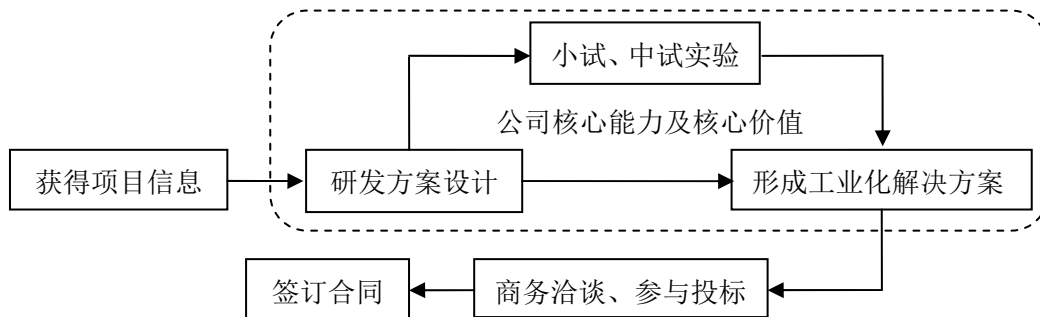 小试、中试实验
公司核心能力及核心价值
获得项目信息
研发方案设计
形成工业化解决方案
签订合同
商务洽谈、参与投标